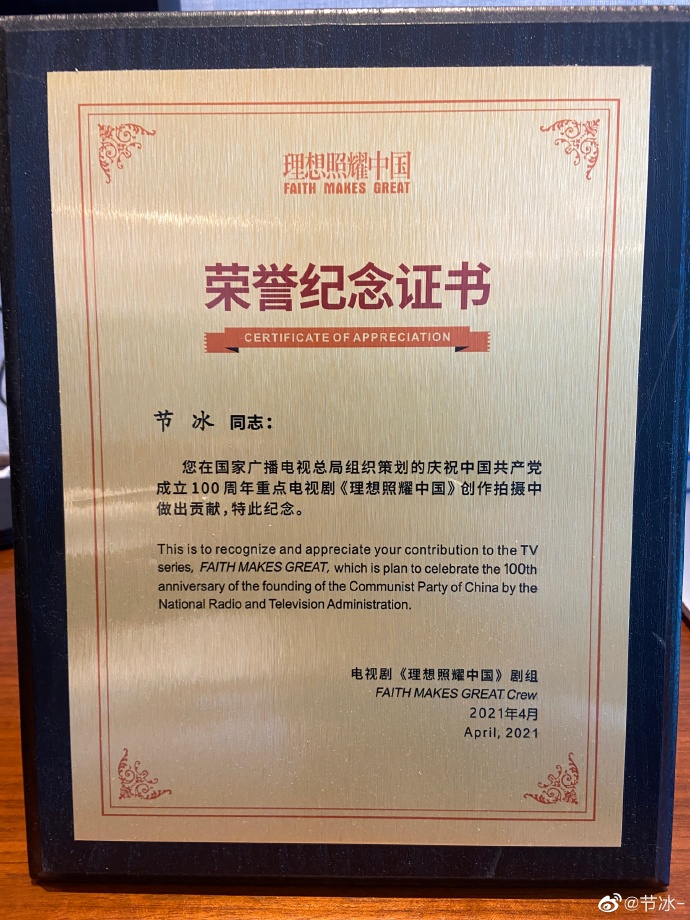 理想照耀中国
FAITH MAKES GREAT
荣誉纪念证书
CERTIFICATE OF APPRECIATION
节 冰 同志：
您在国家广播电视总局组织策划的庆祝中国共产党
成立100周年重点电视剧《理想照耀中国》创作拍摄中
做出贡献，特此纪念。
This is to recognize and appreciate your contribution to the TV
series, FAITH MAKES GREAT, which is plan to celebrate the 100th
anniversary of the founding of the Communist Party of China by the
National Radio and Television Administration.
电视剧《理想照耀中国》剧组
FAITH MAKES GREAT Crew
2021年4月
April, 2021
@节冰-